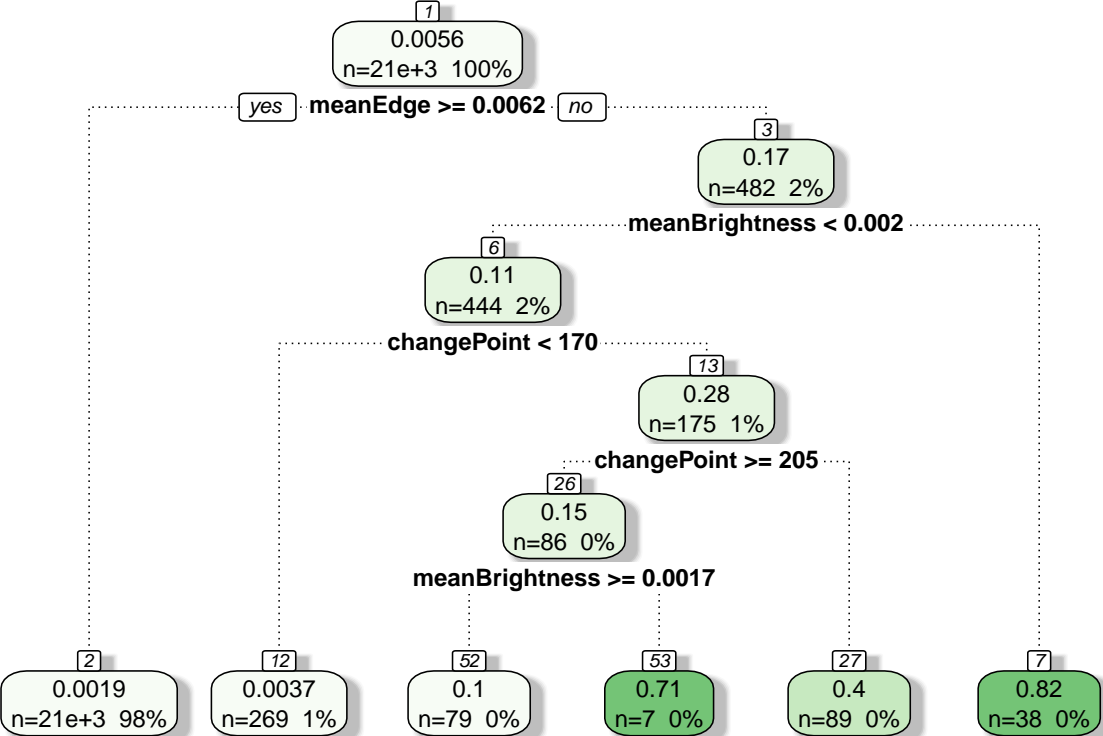 1
0.0056
n=21e+3 100%
yes meanEdge >= 0.0062 no
3
0.17
n=482 2%
meanBrightness < 0.002
6
0.11
n=444 2%
changePoint < 170
13
0.28
n=175 1%
changePoint >= 205
26
0.15
n=86 0%
meanBrightness >= 0.0017
2
0.0019
n=21e+3 98%
12
0.0037
n=269 1%
52
0.1
n=79 0%
53
0.71
n=7 0%
27
0.4
n=89 0%
7
0.82
n=38 0%